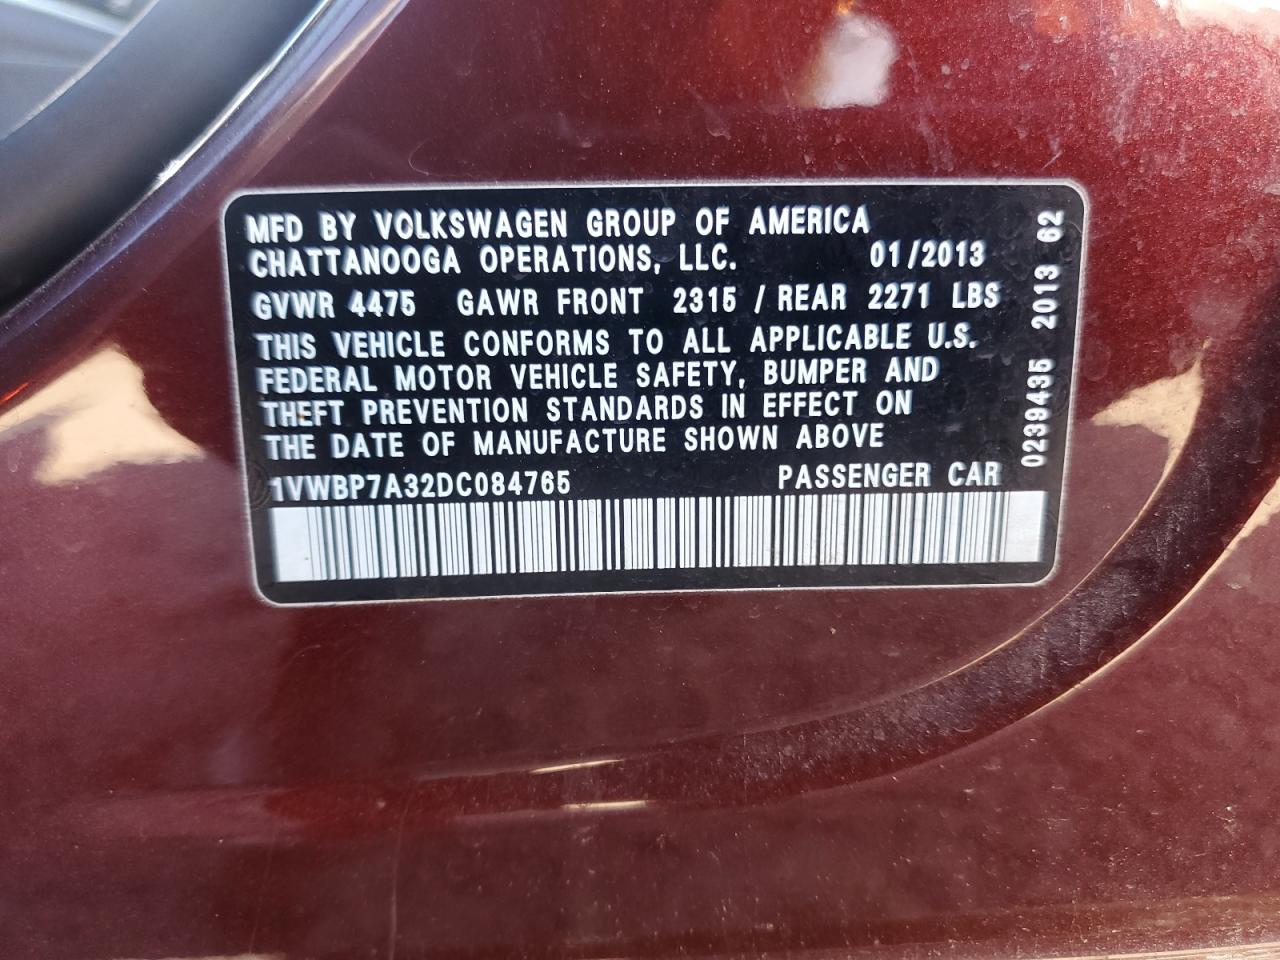 MFD BY VOLKSWAGEN GROUP OF AMERICA
CHATTANOOGA OPERATIONS, LLC. 01/2013
GVWR 4475 GAWR FRONT 2315 / REAR 2271 LBS
THIS VEHICLE CONFORMS TO ALL APPLICABLE U.S.
FEDERAL MOTOR VEHICLE SAFETY, BUMPER AND
THEFT PREVENTION STANDARDS IN EFFECT ON
THE DATE OF MANUFACTURE SHOWN ABOVE
1VWBP7A32DC084765 PASSENGER CAR
0239435 2013 62